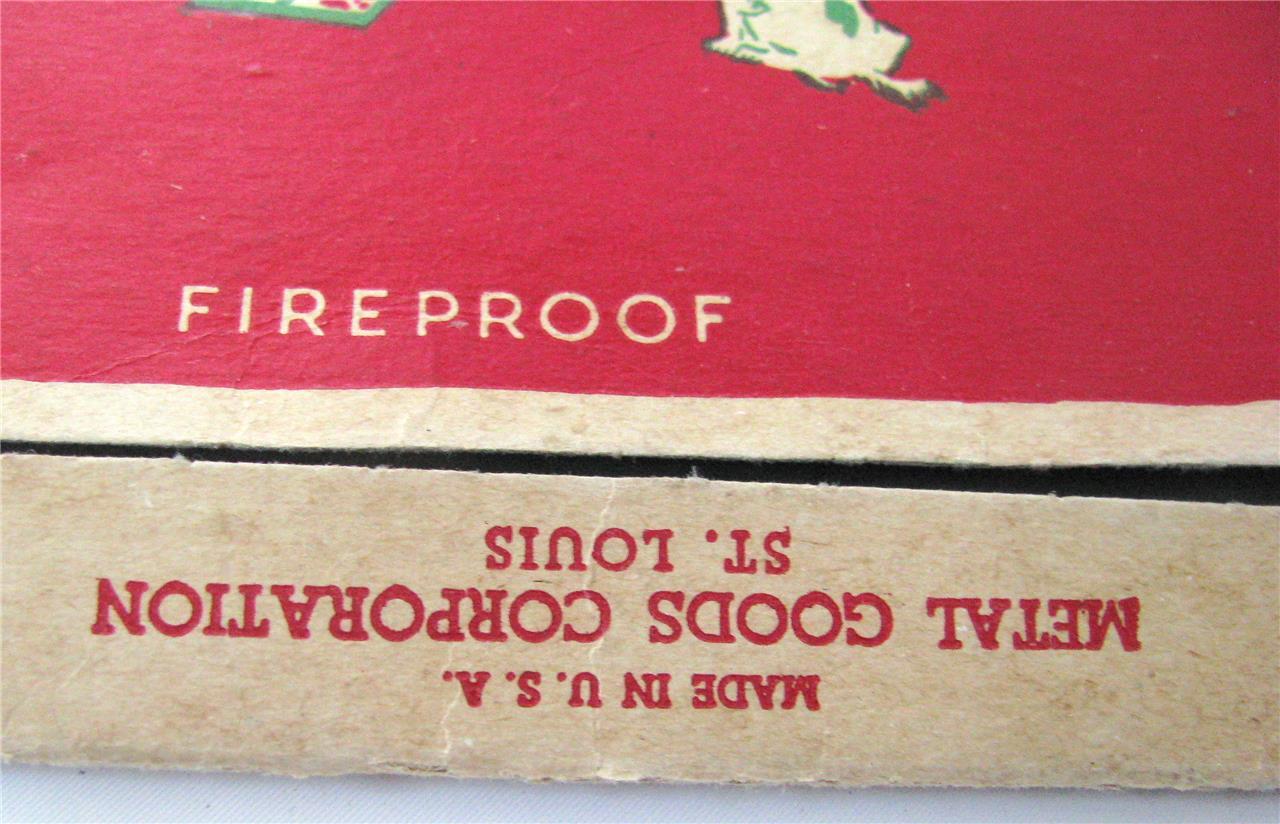 FIREPROOF
MADE IN U.S.A.
METAL GOODS CORPORATION
ST. LOUIS